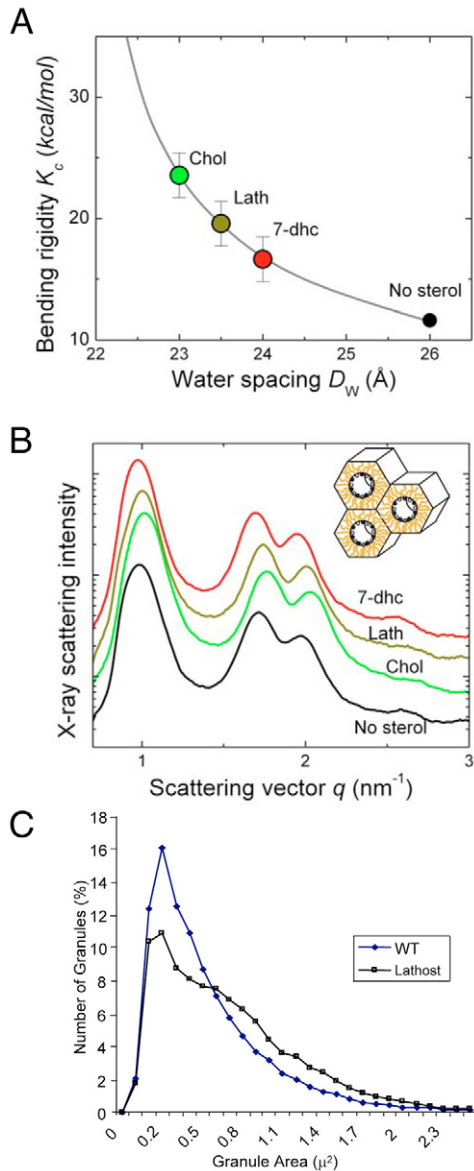 A
Bending rigidity Kc (kcal/mol)
30
20
10
Chol
Lath
7-dhc
No sterol
22 23 24 25 26
Water spacing DW (Å)
B
X-ray scattering intensity
7-dhc
Lath
Chol
No sterol
1 2 3
Scattering vector q (nm-1)
C
Number of Granules (%)
18
16
14
12
10
8
6
4
2
0
WT
Lathost
0 0.2 0.5 0.8 1.1 1.4 1.7 2 2.3
Granule Area (µ²)